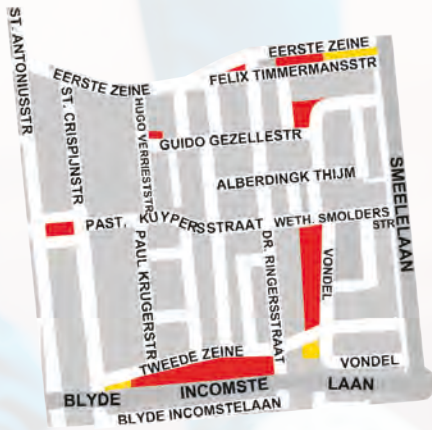 ST. ANTONIUSSTR
EERSTE ZEINE
EERSTE ZEINE
FELIX TIMMERMANSSTR
ST. CRISPIJNSTR
HUGO VERRIESTSTR
GUIDO GEZELLESTR
ALBERDINGK THIJM
SMEELELAAN
PAST. KUYPERSSTRAAT
WETH. SMOLDERS
STR
PAUL KRUGERSTR
DR. RINGERSSTRAAT
VONDEL
TWEEDE ZEINE
VONDEL
BLYDE INCOMSTE LAAN
BLYDE INCOMSTELAAN